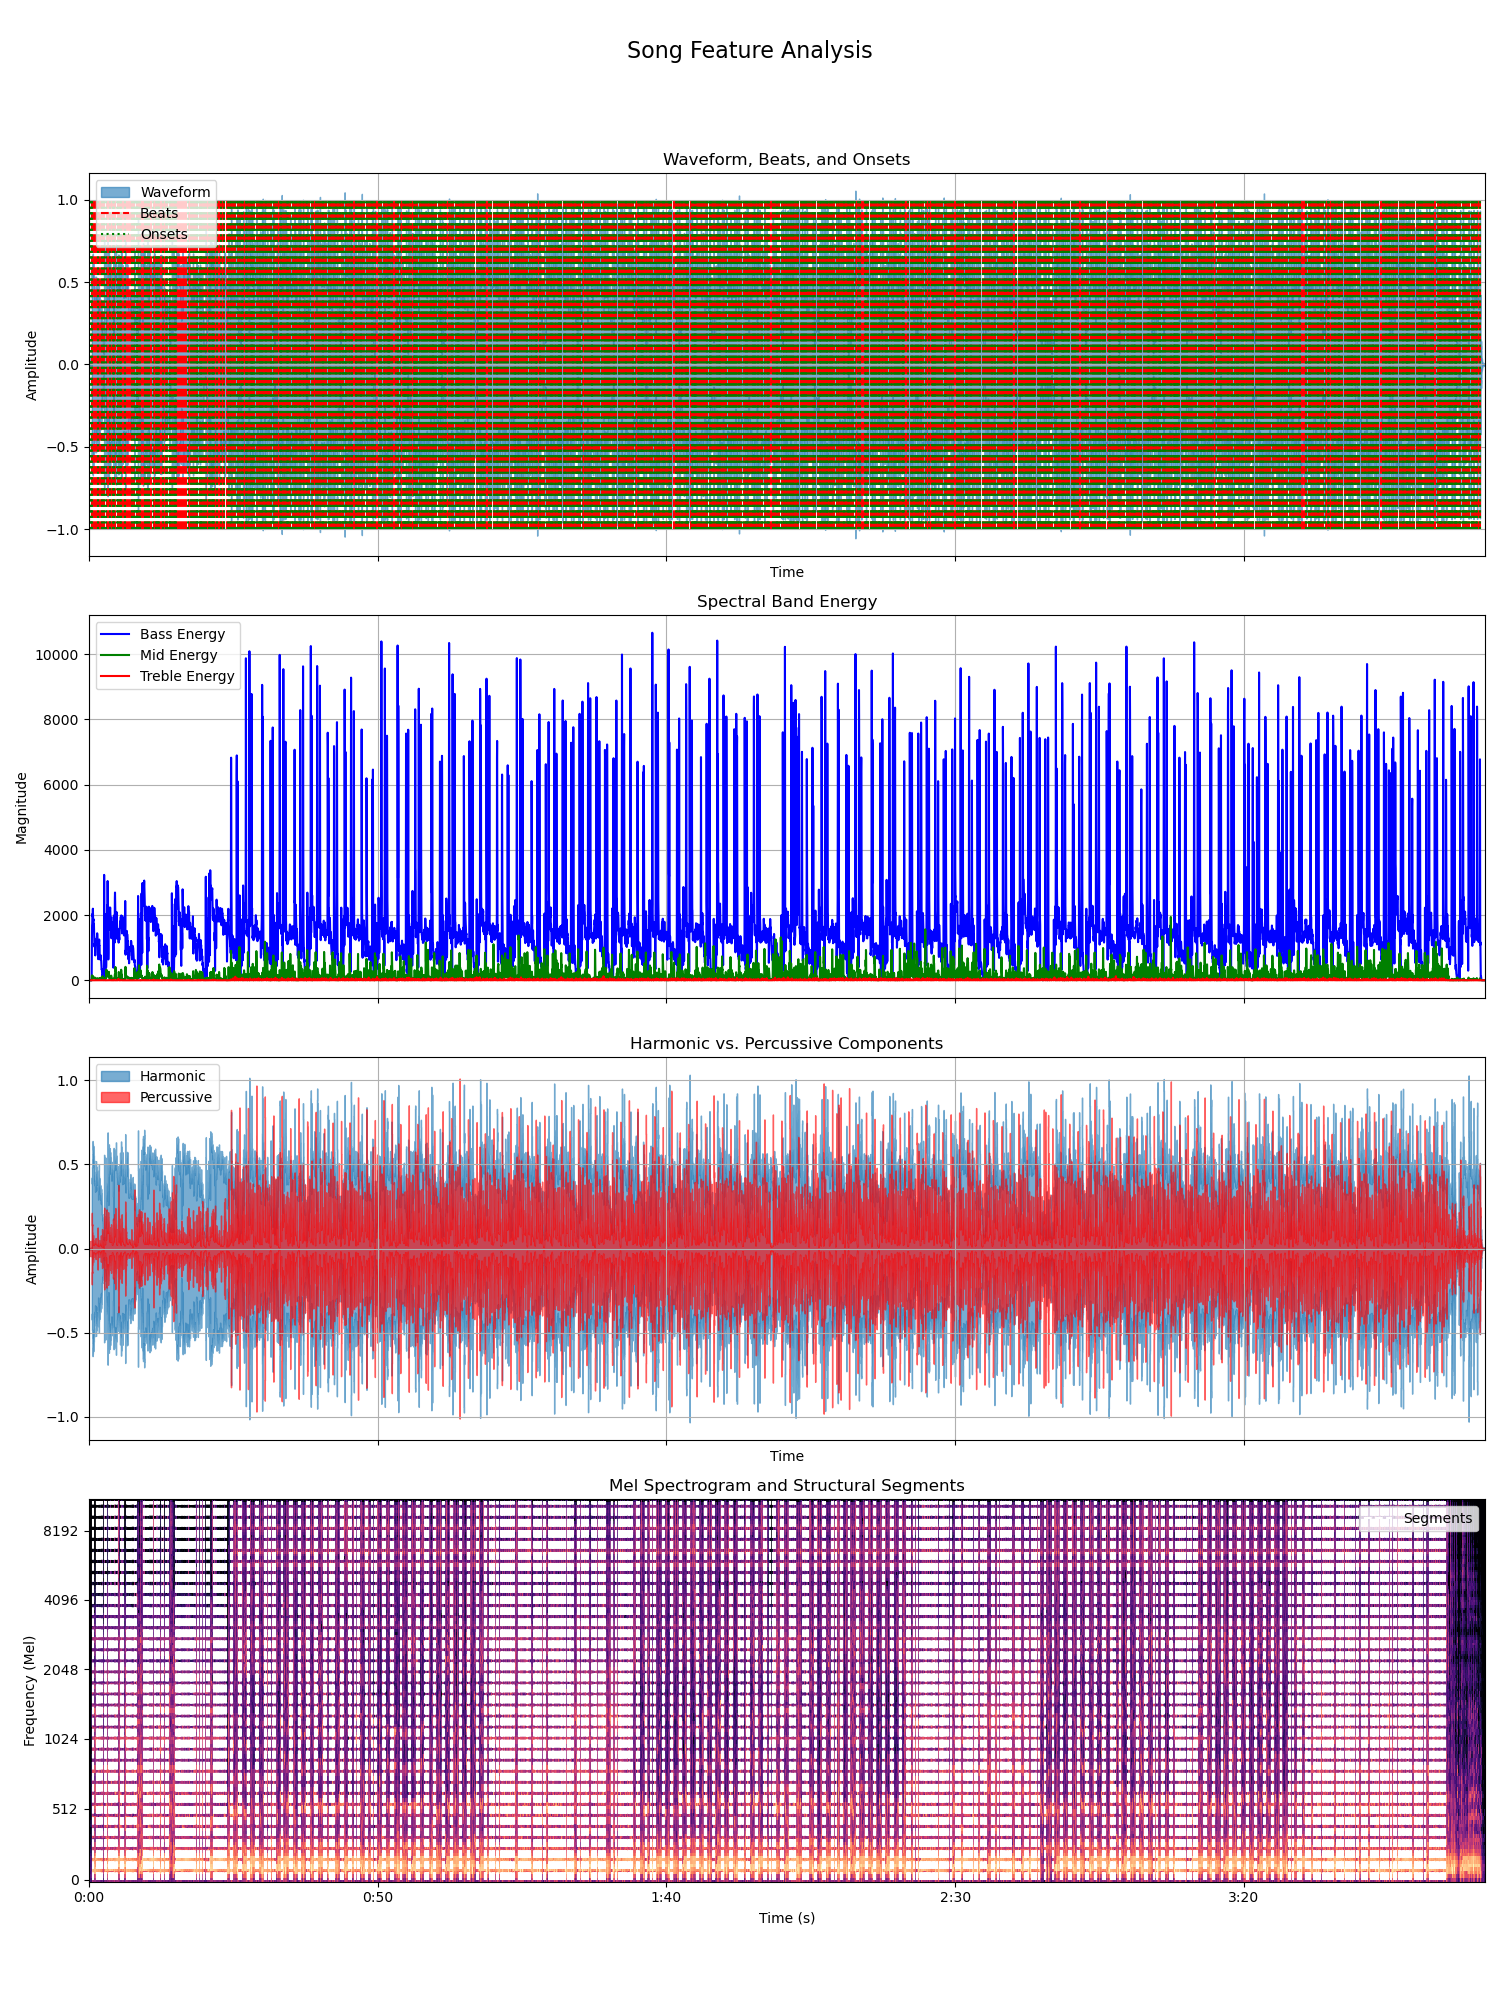 Song Feature Analysis
Waveform, Beats, and Onsets
Waveform
Beats
Onsets
1.0
0.5
0.0
−0.5
−1.0
Amplitude
Time
Spectral Band Energy
Bass Energy
Mid Energy
Treble Energy
10000
8000
6000
4000
2000
0
Magnitude
Harmonic vs. Percussive Components
Harmonic
Percussive
1.0
0.5
0.0
−0.5
−1.0
Amplitude
Time
Mel Spectrogram and Structural Segments
Segments
8192
4096
2048
1024
512
0
Frequency (Mel)
0:00
0:50
1:40
2:30
3:20
Time (s)